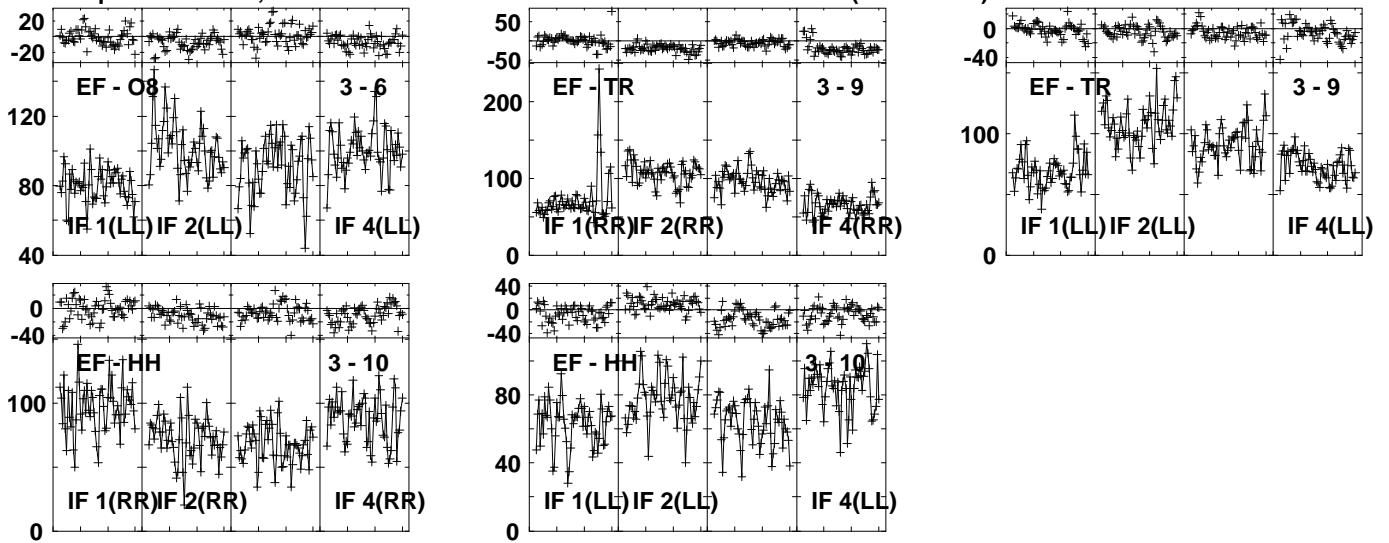 20
-20
EF - O8
3 - 6
120
80
40
IF 1(LL) IF 2(LL) IF 4(LL)
50
-50
EF - TR
3 - 9
200
100
0
IF 1(RR) IF 2(RR) IF 4(RR)
0
-40
EF - TR
3 - 9
100
0
IF 1(LL) IF 2(LL) IF 4(LL)
0
-40
EF - HH
3 - 10
100
0
IF 1(RR) IF 2(RR) IF 4(RR)
40
0
-40
EF - HH
3 - 10
80
40
0
IF 1(LL) IF 2(LL) IF 4(LL)